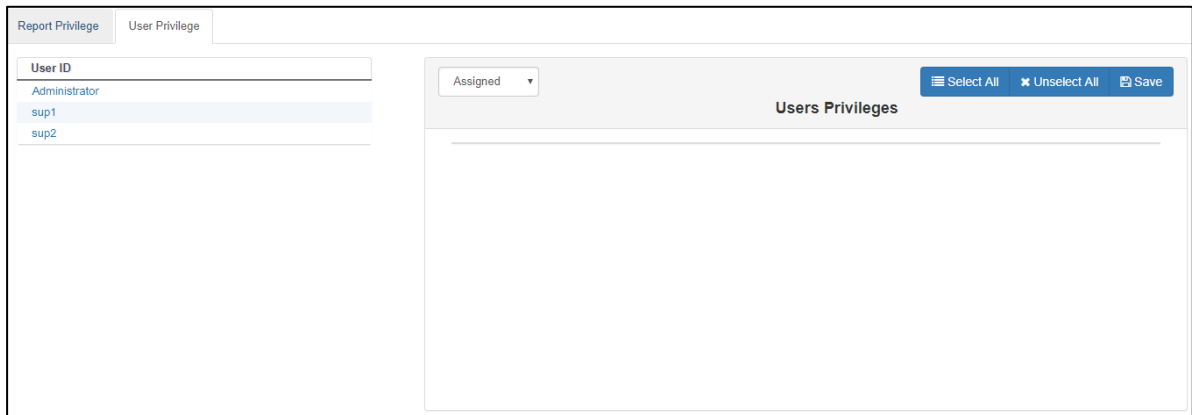 Report Privilege User Privilege
User ID
Administrator
sup1
sup2
Assigned
Select All Unselect All Save
Users Privileges